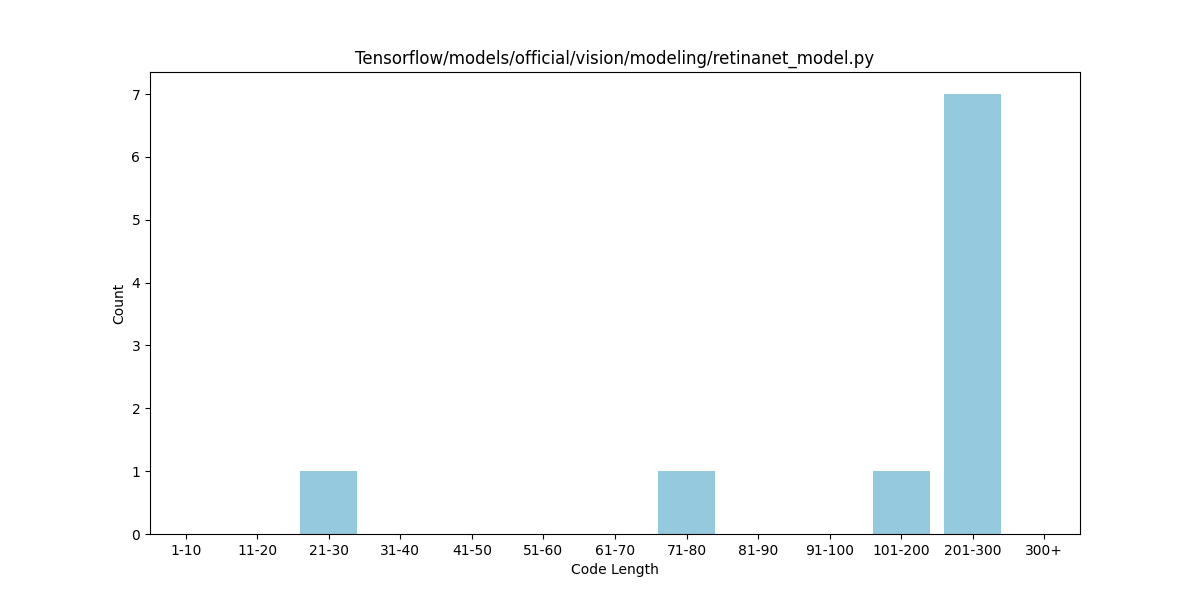 Tensorflow/models/official/vision/modeling/retinanet_model.py
7
6
5
4
3
2
1
0
Count
1-10 11-20 21-30 31-40 41-50 51-60 61-70 71-80 81-90 91-100 101-200 201-300 300+
Code Length